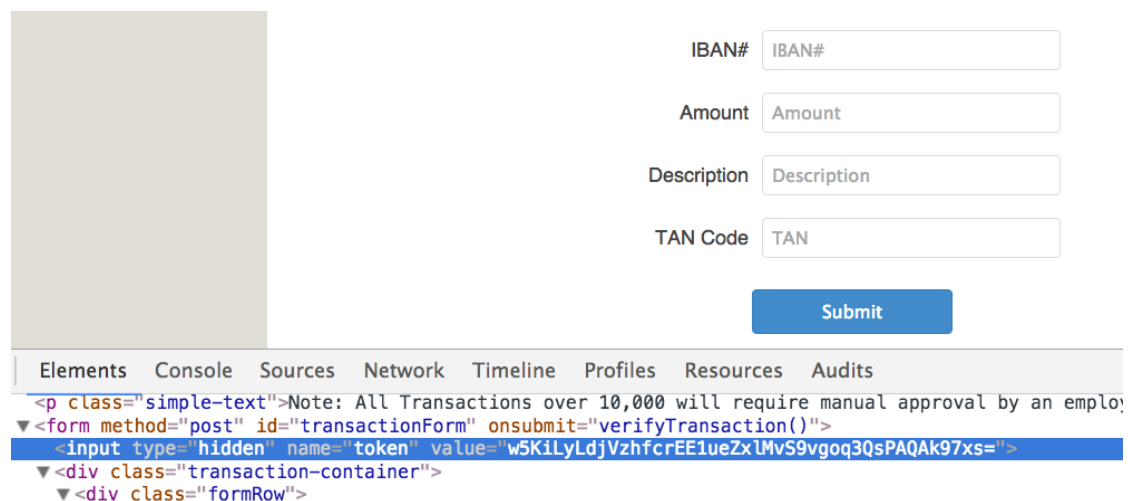 IBAN# IBAN#
Amount Amount
Description Description
TAN Code TAN
Submit
Elements Console Sources Network Timeline Profiles Resources Audits
<p class="simple-text">Note: All Transactions over 10,000 will require manual approval by an employ
▼<form method="post" id="transactionForm" onsubmit="verifyTransaction()">
<input type="hidden" name="token" value="w5KiLyLdjVzhfcrEE1ueZxlMvS9vgoq3QsPAQAk97xs=">
▼<div class="transaction-container">
▼<div class="formRow">